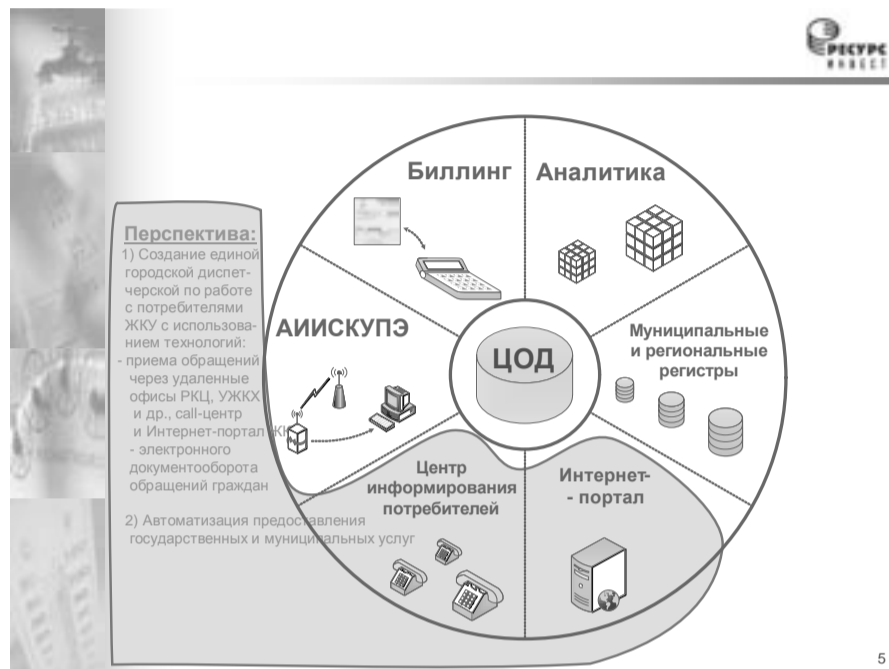 РЕСУРС
ИНВЕСТ
Биллинг
Аналитика
АИИСКУПЭ
ЦОД
Муниципальные
и региональные
регистры
Центр
информирования
потребителей
Интернет-
- портал
Перспектива:
1) Создание единой
городской диспет-
черской по работе
с потребителями
ЖКУ с использова-
нием технологий:
- приема обращений
через удаленные
офисы РКЦ, УЖКХ
и др., call-центр
и Интернет-портал
- электронного
документооборота
обращений граждан
2) Автоматизация предоставления
государственных и муниципальных услуг
5